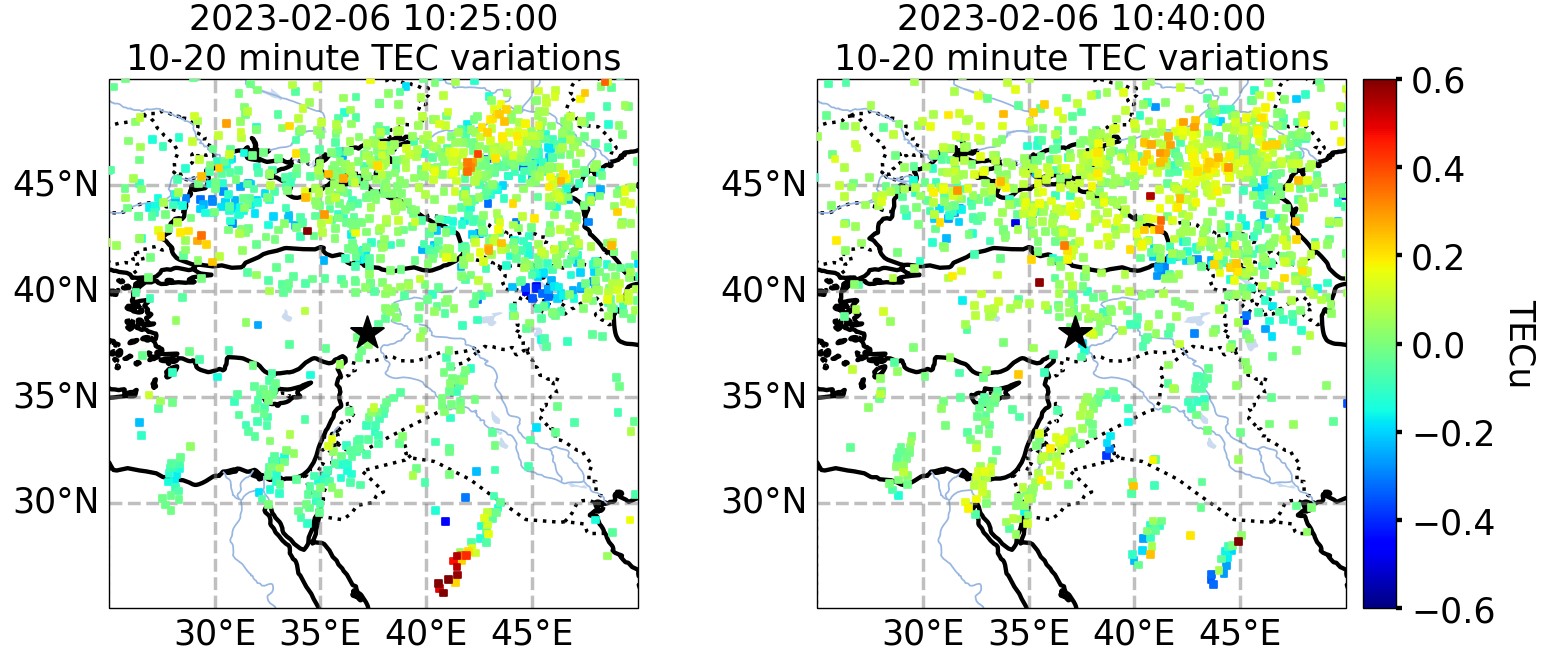 2023-02-06 10:25:00
10-20 minute TEC variations
45°N
40°N
35°N
30°N
30°E 35°E 40°E 45°E
2023-02-06 10:40:00
10-20 minute TEC variations
45°N
40°N
35°N
30°N
30°E 35°E 40°E 45°E
0.6
0.4
0.2
0.0
−0.2
−0.4
−0.6
TECu